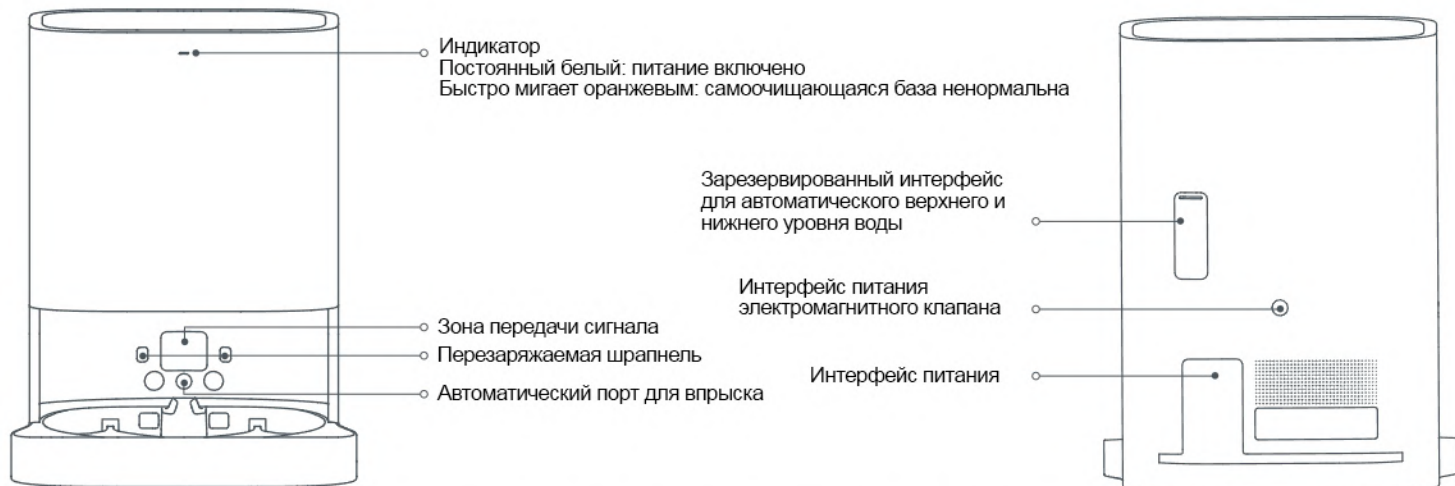 Индикатор
Постоянный белый: питание включено
Быстро мигает оранжевым: самоочищающаяся база ненормальна
Зона передачи сигнала
Перезаряжаемая шрапнель
Автоматический порт для впрыска
Зарезервированный интерфейс
для автоматического верхнего и
нижнего уровня воды
Интерфейс питания
электромагнитного клапана
Интерфейс питания